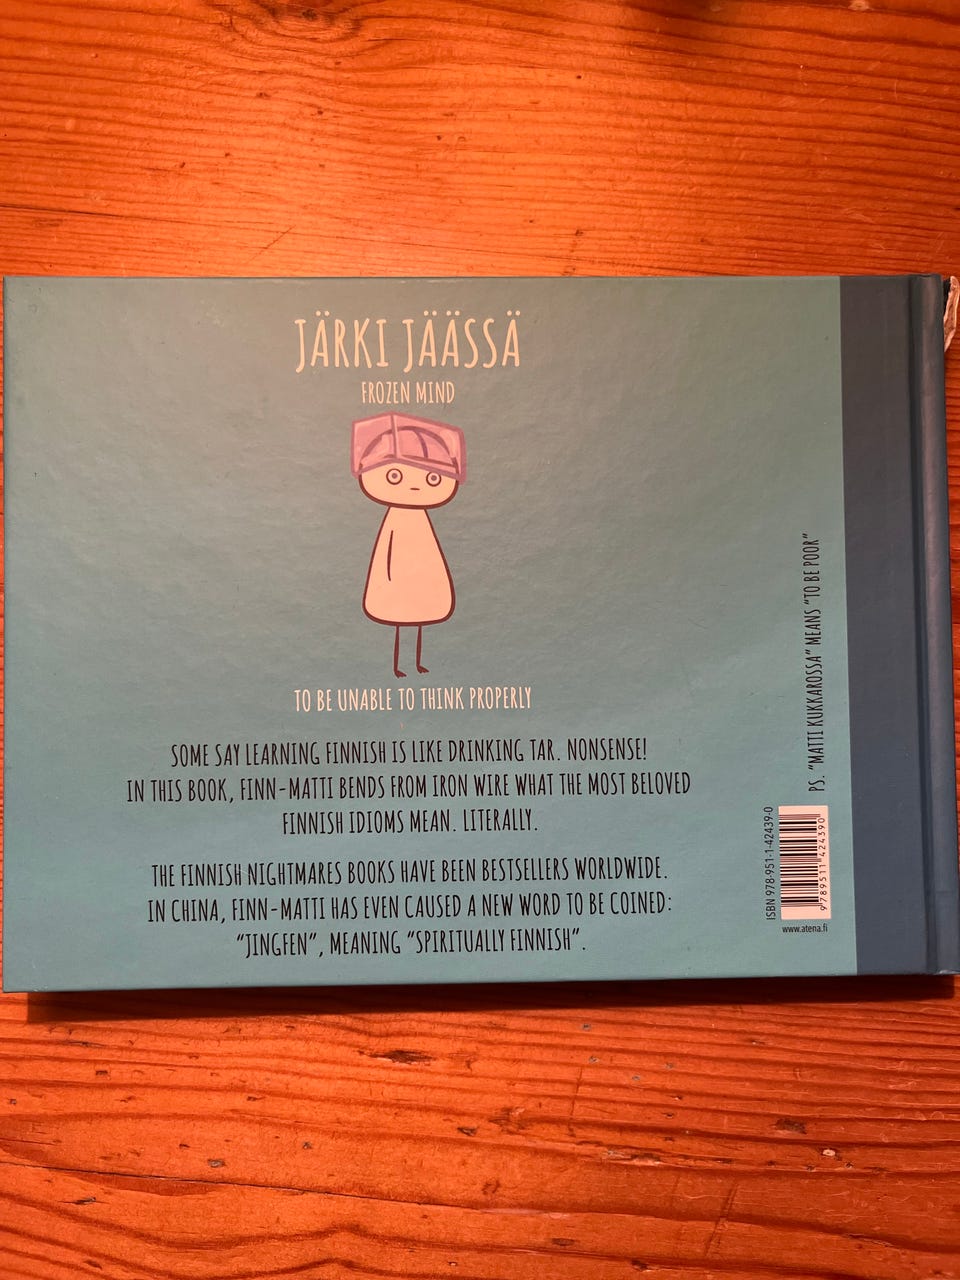 JÄRKI JÄÄSSÄ
FROZEN MIND
TO BE UNABLE TO THINK PROPERLY
SOME SAY LEARNING FINNISH IS LIKE DRINKING TAR. NONSENSE!
IN THIS BOOK, FINN-MATTI BENDS FROM IRON WIRE WHAT THE MOST BELOVED
FINNISH IDIOMS MEAN. LITERALLY.
THE FINNISH NIGHTMARES BOOKS HAVE BEEN BESTSELLERS WORLDWIDE.
IN CHINA, FINN-MATTI HAS EVEN CAUSED A NEW WORD TO BE COINED:
“JINGFEN”, MEANING “SPIRITUALLY FINNISH”.
PS. “MATTI KUKKAROSSA” MEANS “TO BE POOR”
ISBN 978-951-1-42439-0
9 789511 424390
www.atena.fi